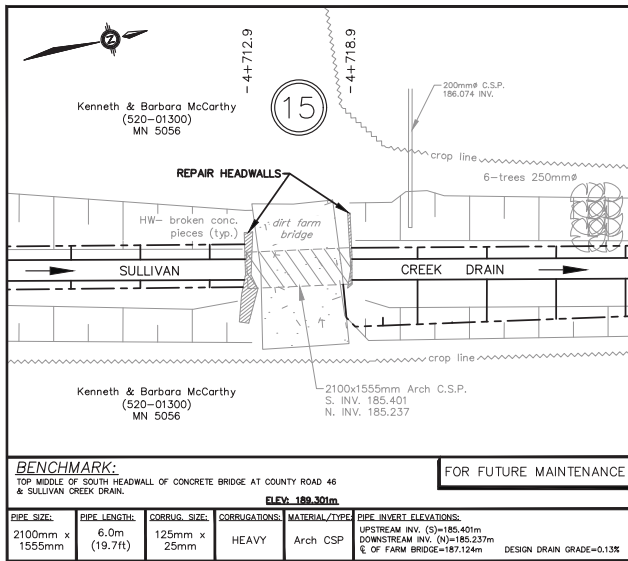 N
-4+712.9
-4+718.9
15
Kenneth & Barbara McCarthy
(520-01300)
MN 5056
200mmø C.S.P.
186.074 INV.
crop line
REPAIR HEADWALLS
6-trees 250mmø
HW- broken conc.
pieces (typ.)
dirt farm
bridge
SULLIVAN
CREEK DRAIN
crop line
Kenneth & Barbara McCarthy
(520-01300)
MN 5056
2100x1555mm Arch C.S.P.
S. INV. 185.401
N. INV. 185.237
BENCHMARK:
TOP MIDDLE OF SOUTH HEADWALL OF CONCRETE BRIDGE AT COUNTY ROAD 46
& SULLIVAN CREEK DRAIN.
ELEV: 189.301m
FOR FUTURE MAINTENANCE
PIPE SIZE:
2100mm x
1555mm
PIPE LENGTH:
6.0m
(19.7ft)
CORRUG. SIZE:
125mm x
25mm
CORRUGATIONS:
HEAVY
MATERIAL/TYPE:
Arch CSP
PIPE INVERT ELEVATIONS:
UPSTREAM INV. (S)=185.401m
DOWNSTREAM INV. (N)=185.237m
℄ OF FARM BRIDGE=187.124m DESIGN DRAIN GRADE=0.13%